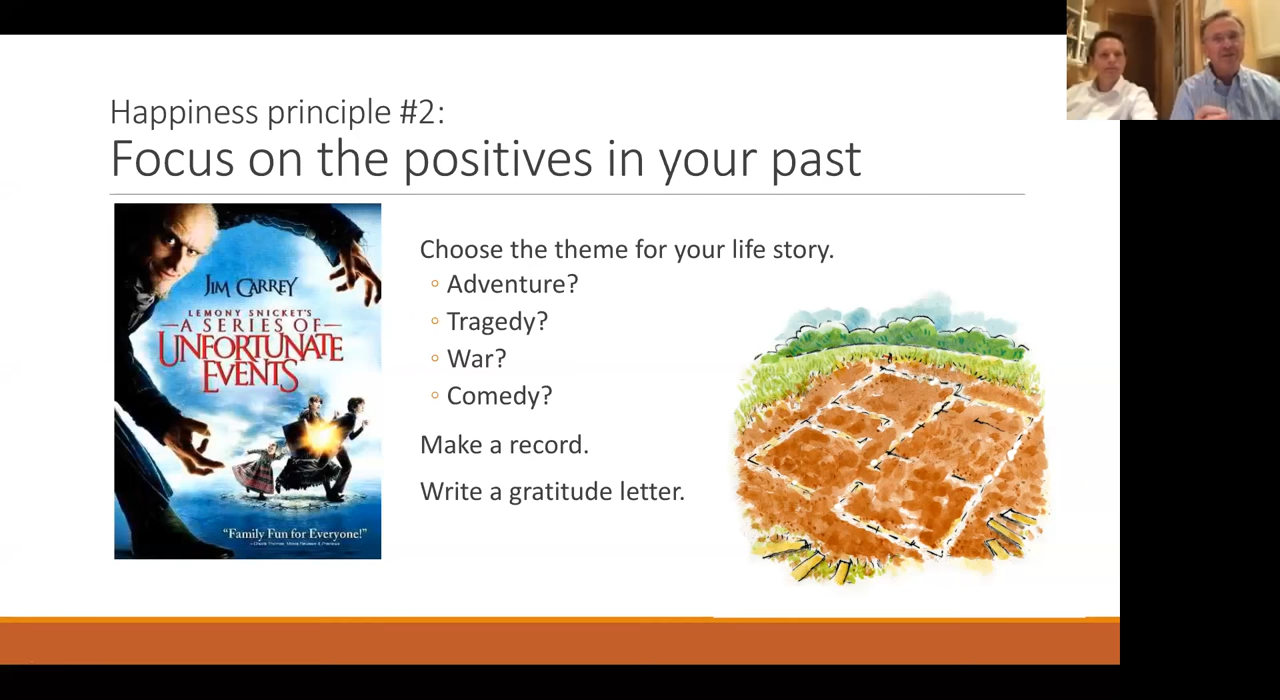 Happiness principle #2:
Focus on the positives in your past
JIM CARREY
LEMONY SNICKET'S
A SERIES OF
UNFORTUNATE
EVENTS
"Family Fun for Everyone!"
Choose the theme for your life story.
Adventure?
Tragedy?
War?
Comedy?
Make a record.
Write a gratitude letter.